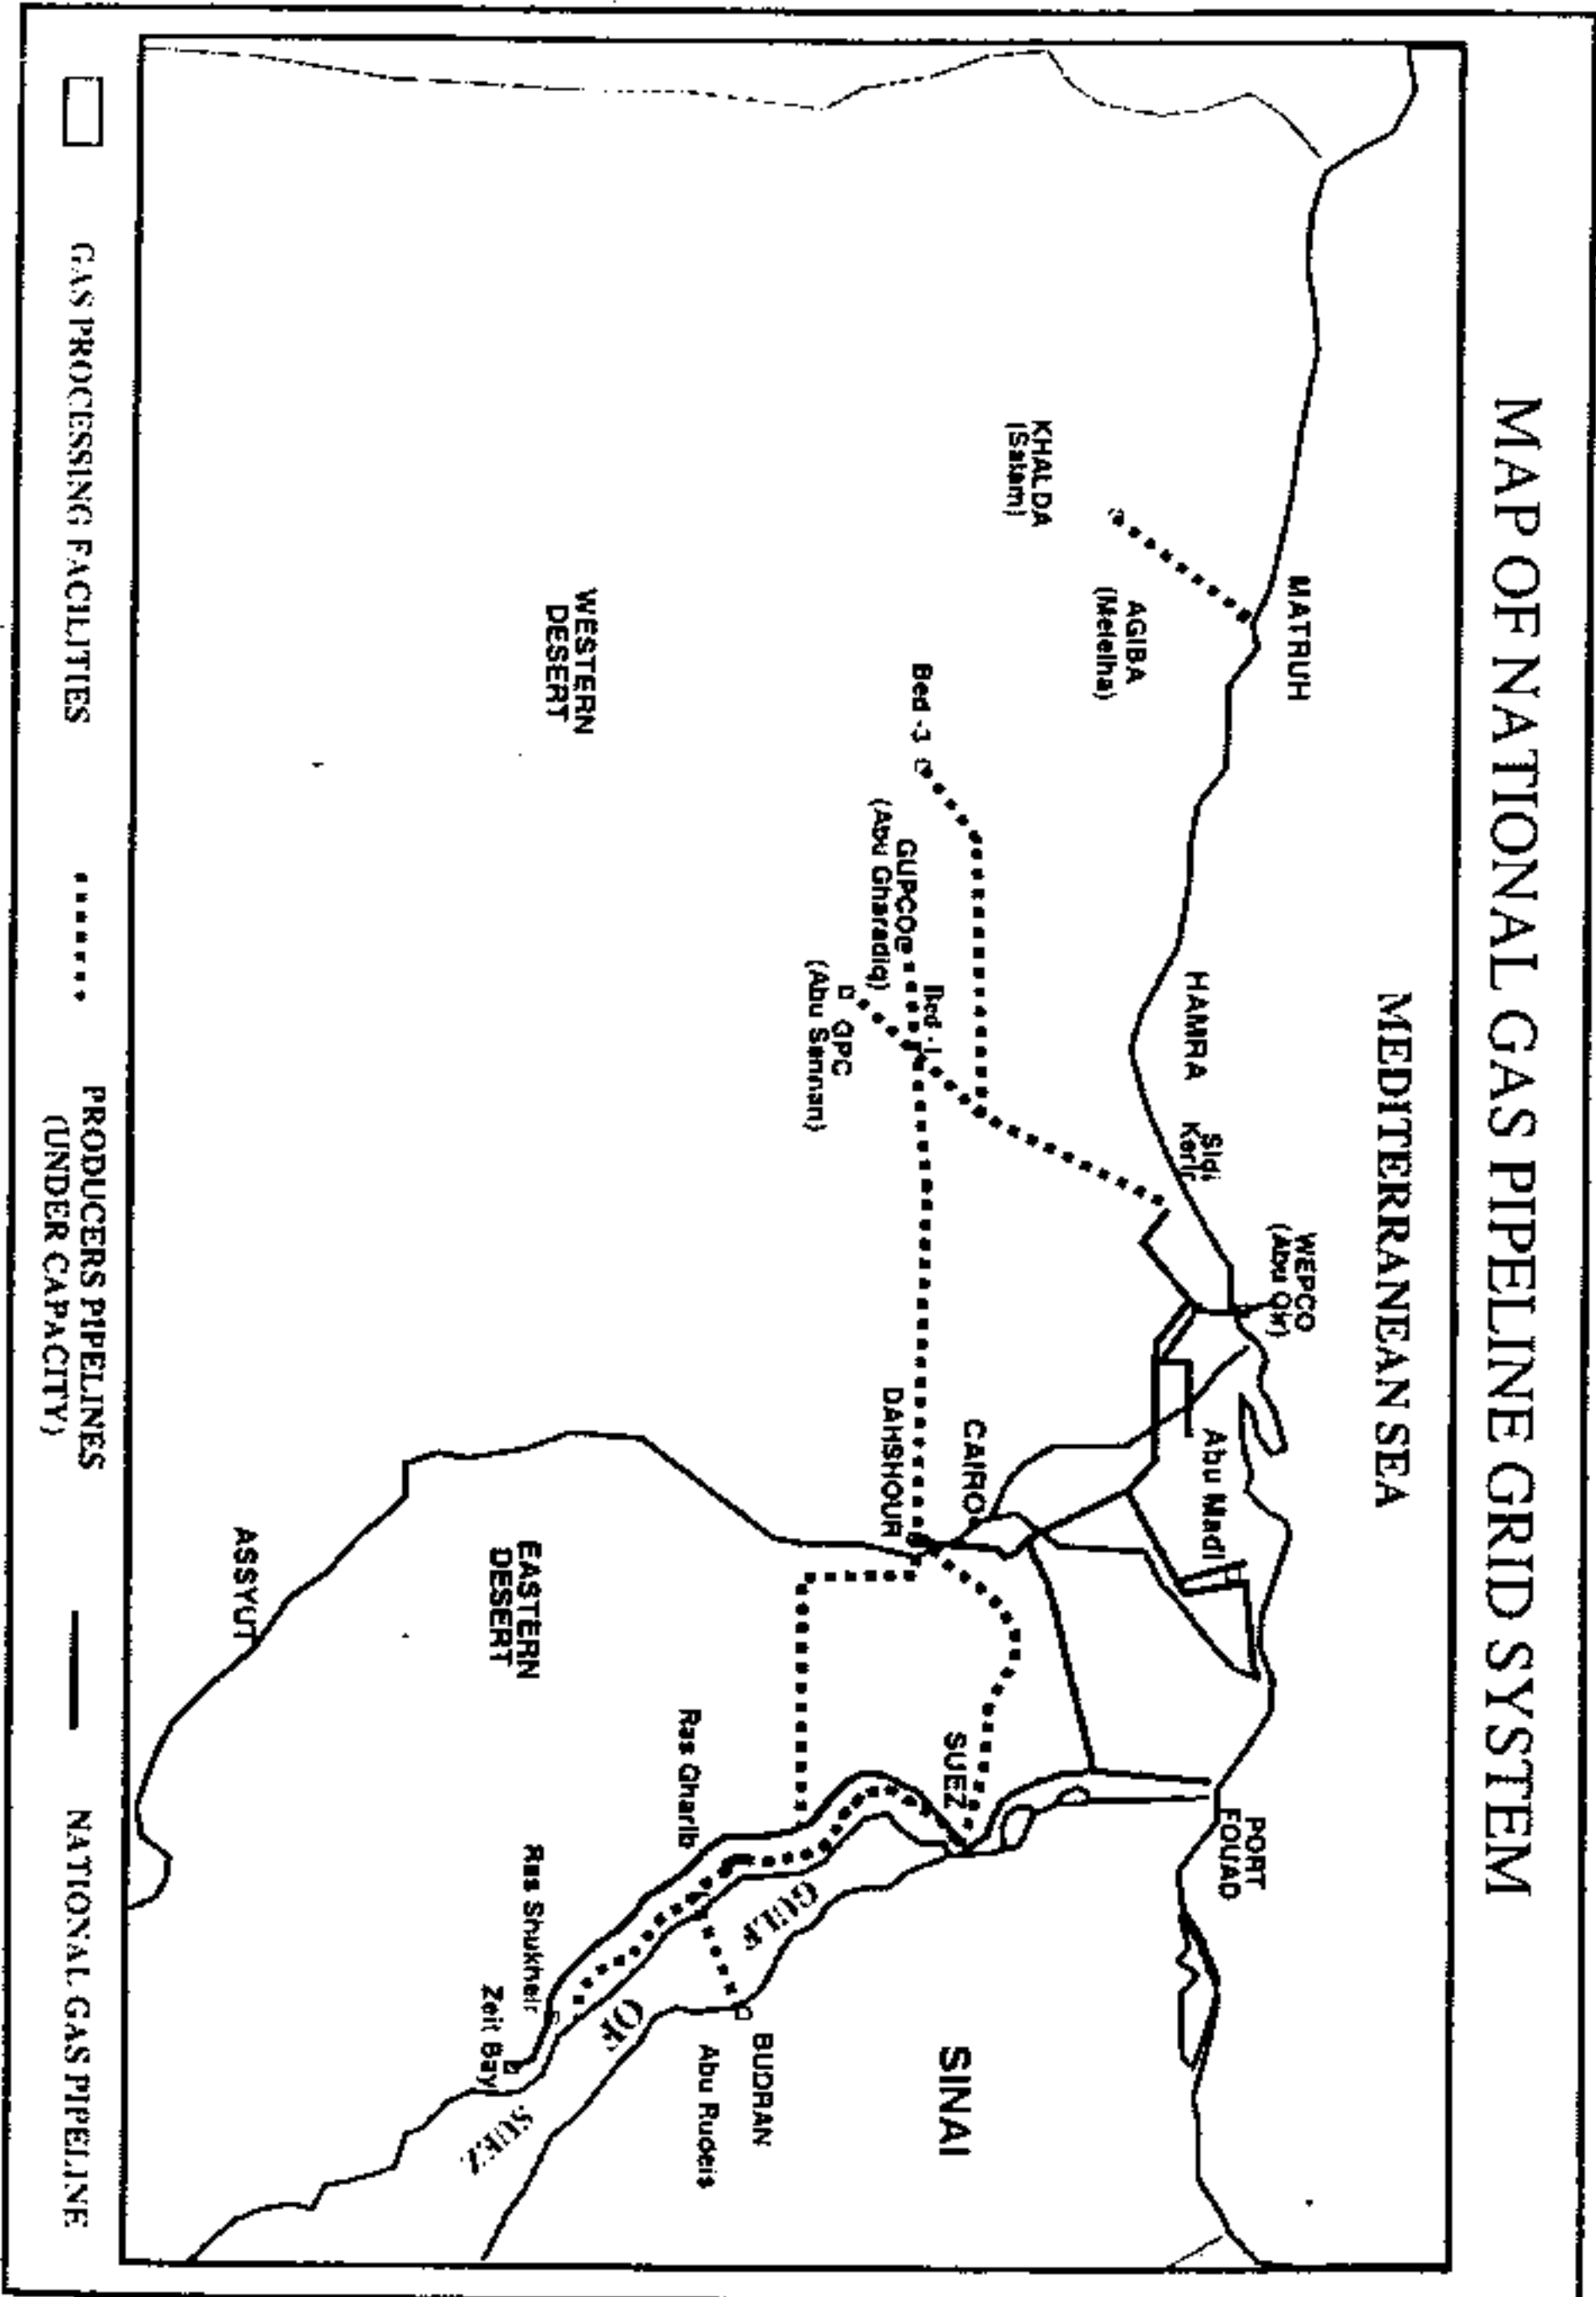 MAP OF NATIONAL GAS PIPELINE GRID SYSTEM
MEDITERRANEAN SEA
MATRUH
KHALDA
(Salam)
AGIBA
(Meleiha)
HAMRA
Sidi
Kerir
WEPCO
(Abu Qir)
Abu Madi
PORT
FOUAD
Bed -3
GUPCO
(Abu Gharadiq)
Bed -1
GPC
(Abu Sannan)
CAIRO
DAHSHOUR
SUEZ
SINAI
WESTERN
DESERT
EASTERN
DESERT
ASSYUT
Ras Gharib
Ras Shukheir
Zeit Bay
GULF
OF
SUEZ
BUDRAN
Abu Rudeis
GAS PROCESSING FACILITIES
PRODUCERS PIPELINES
(UNDER CAPACITY)
NATIONAL GAS PIPELINE